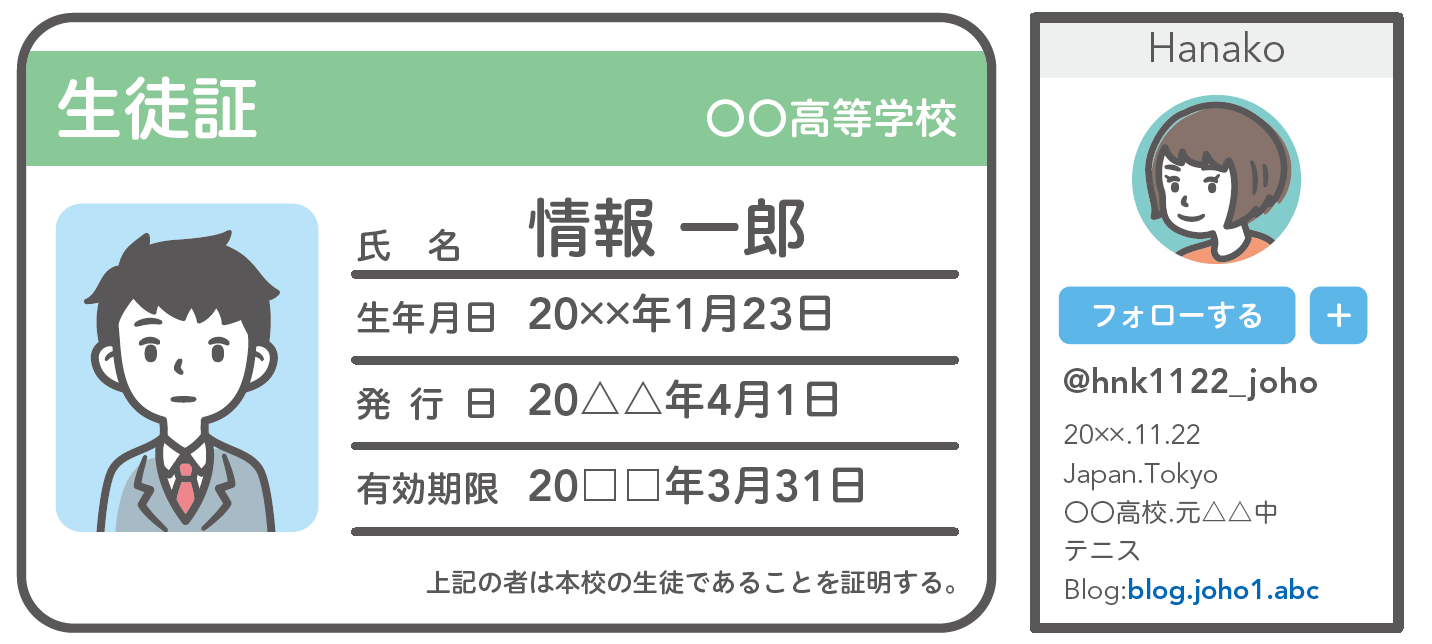 生徒証
〇〇高等学校
氏 名 情報 一郎
生年月日 20××年1月23日
発 行 日 20△△年4月1日
有効期限 20□□年3月31日
上記の者は本校の生徒であることを証明する。
Hanako
フォローする +
@hnk1122_joho
20××.11.22
Japan.Tokyo
〇〇高校.元△△中
テニス
Blog:blog.joho1.abc